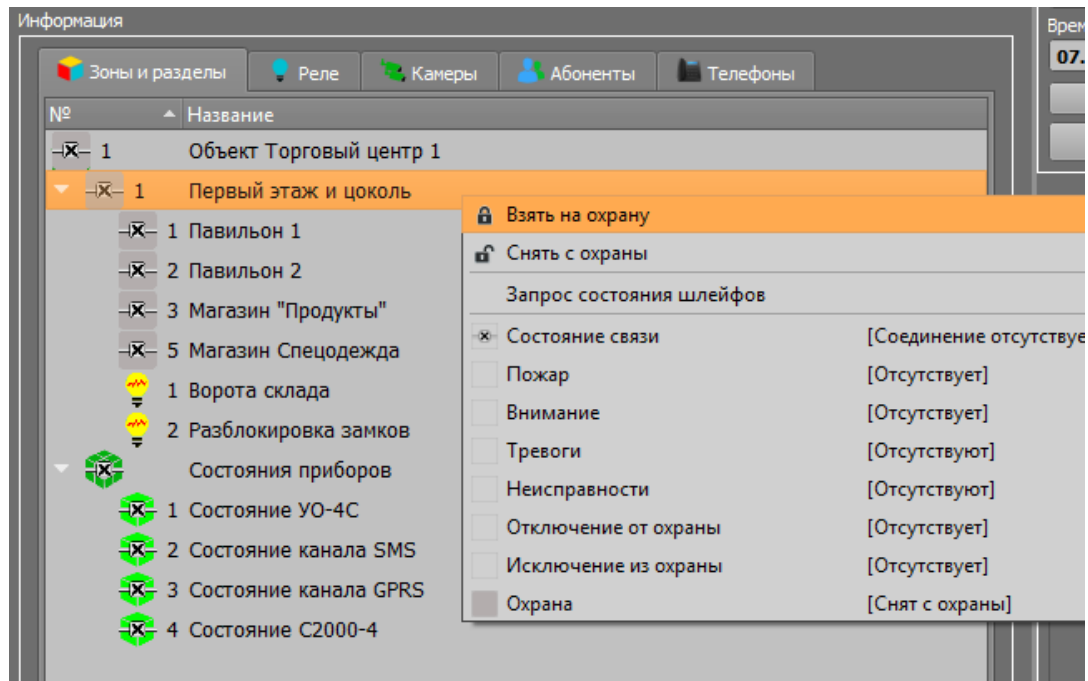 Информация
Врем
07.
Зоны и разделы Реле Камеры Абоненты Телефоны
№ Название
1 Объект Торговый центр 1
1 Первый этаж и цоколь
1 Павильон 1
2 Павильон 2
3 Магазин "Продукты"
5 Магазин Спецодежда
1 Ворота склада
2 Разблокировка замков
Состояния приборов
1 Состояние УО-4С
2 Состояние канала SMS
3 Состояние канала GPRS
4 Состояние С2000-4
Взять на охрану
Снять с охраны
Запрос состояния шлейфов
Состояние связи [Соединение отсутствуе
Пожар [Отсутствует]
Внимание [Отсутствует]
Тревоги [Отсутствуют]
Неисправности [Отсутствуют]
Отключение от охраны [Отсутствует]
Исключение из охраны [Отсутствует]
Охрана [Снят с охраны]